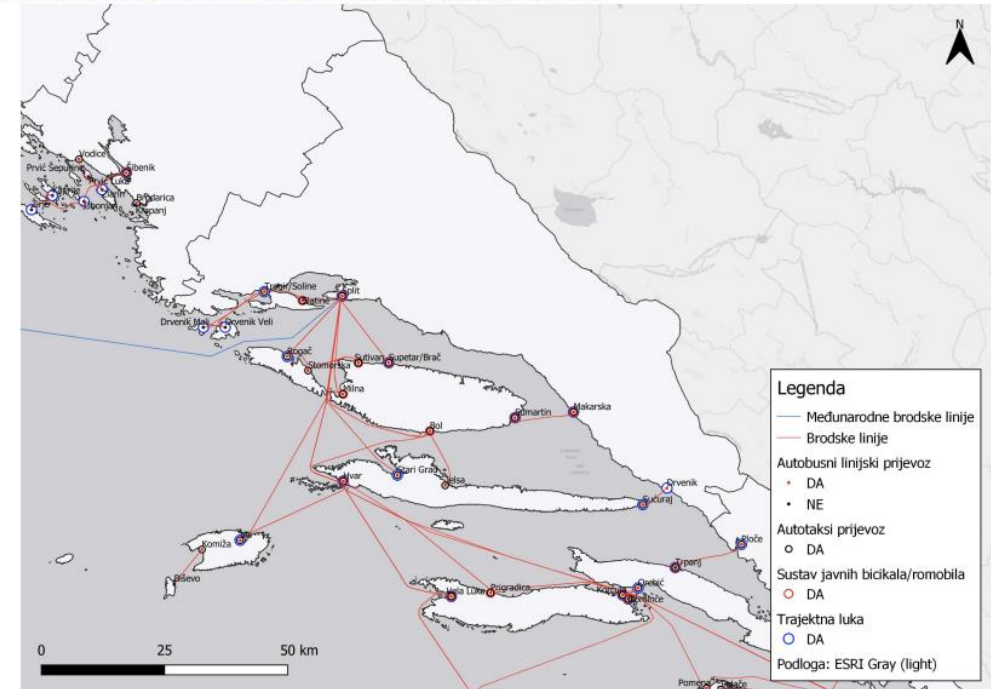 N
Vodice
Šibenik
Prvić Luka
Trogir/Soline
Split
Slatine
Drvenik Mali
Drvenik Veli
Rogač
Stomorska
Sutivan
Supetar/Brač
Milna
Sumartin
Makarska
Bol
Stari Grad
Jelsa
Hvar
Drvenik
Sućuraj
Komiža
Biševo
Ploče
Trpanj
Orebić
Vela Luka
Prigradica
Pomena
Legenda
Međunarodne brodske linije
Brodske linije
Autobusni linijski prijevoz
DA
NE
Autotaksi prijevoz
DA
Sustav javnih bicikala/romobila
DA
Trajektna luka
DA
Podloga: ESRI Gray (light)
0 25 50 km